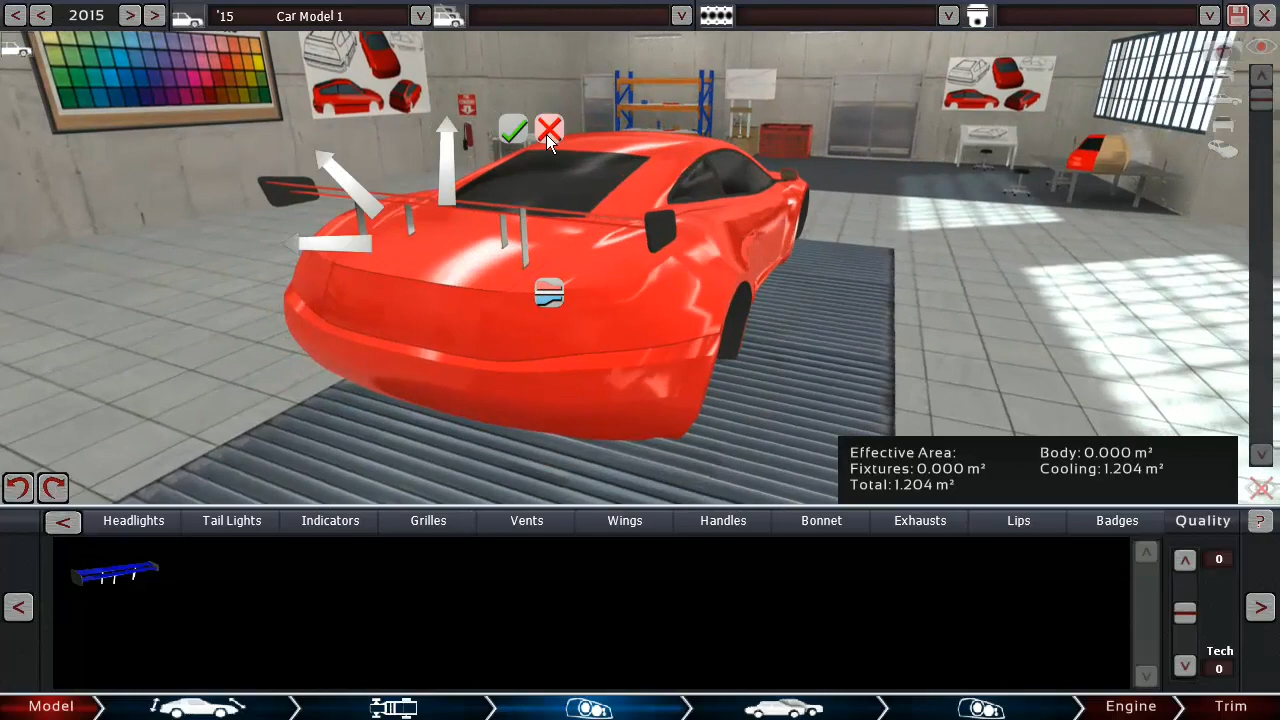 < < 2015 > > '15 Car Model 1 V V V V X
Effective Area:
Body: 0.000 m²
Fixtures: 0.000 m²
Cooling: 1.204 m²
Total: 1.204 m²
< Headlights Tail Lights Indicators Grilles Vents Wings Handles Bonnet Exhausts Lips Badges Quality ?
0
< >
Tech
0
Model Engine Trim